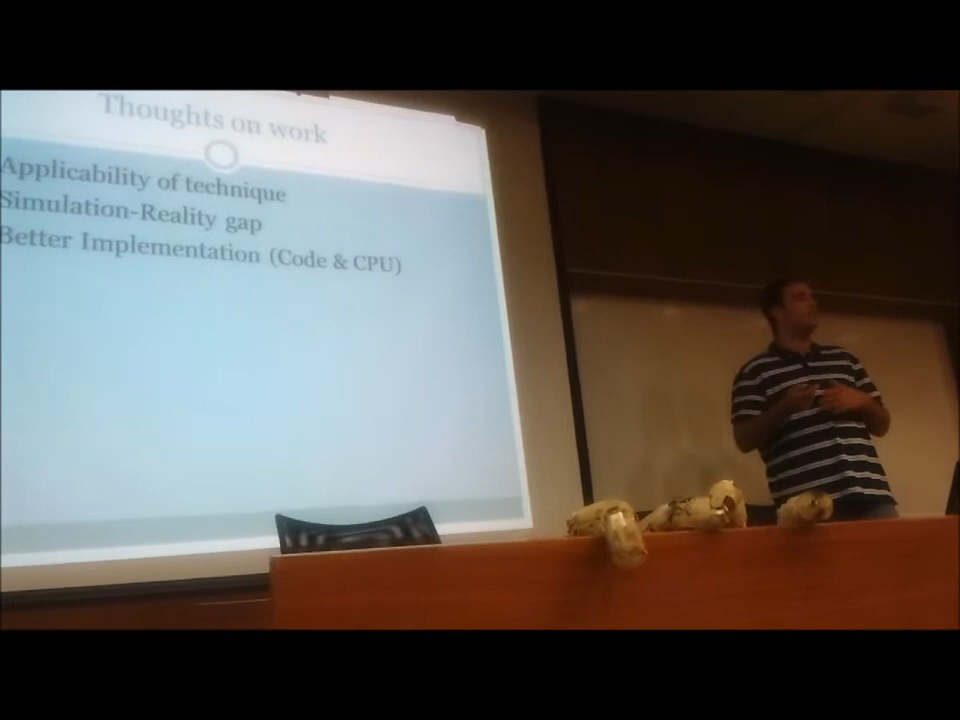 Thoughts on work
Applicability of technique
Simulation-Reality gap
Better Implementation (Code & CPU)